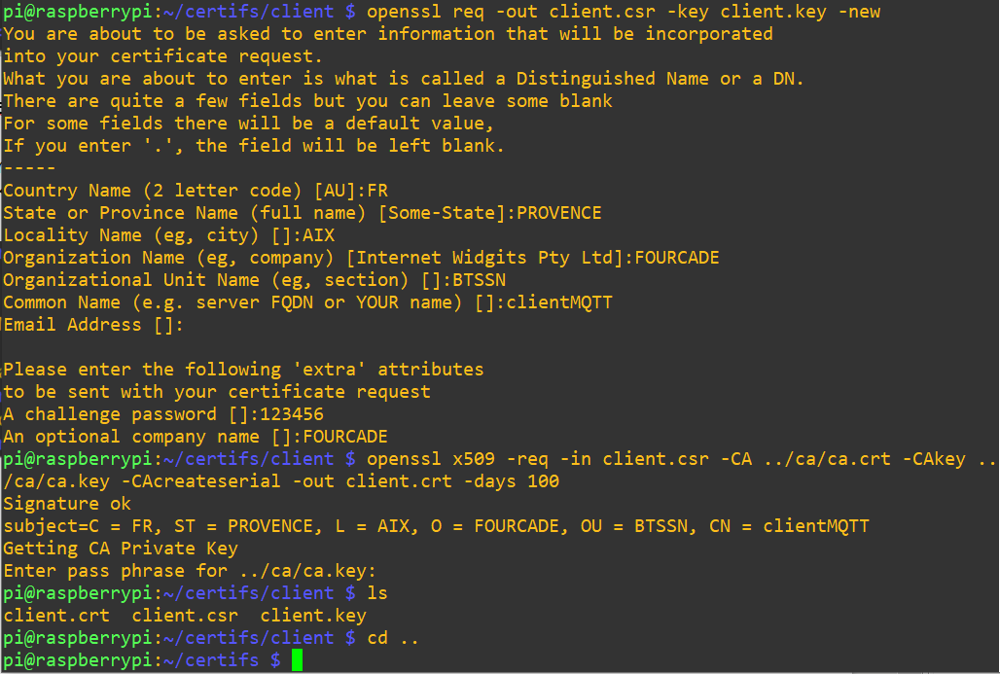 pi@raspberrypi:~/certifs/client $ openssl req -out client.csr -key client.key -new
You are about to be asked to enter information that will be incorporated
into your certificate request.
What you are about to enter is what is called a Distinguished Name or a DN.
There are quite a few fields but you can leave some blank
For some fields there will be a default value,
If you enter '.', the field will be left blank.
-----
Country Name (2 letter code) [AU]:FR
State or Province Name (full name) [Some-State]:PROVENCE
Locality Name (eg, city) []:AIX
Organization Name (eg, company) [Internet Widgits Pty Ltd]:FOURCADE
Organizational Unit Name (eg, section) []:BTSSN
Common Name (e.g. server FQDN or YOUR name) []:clientMQTT
Email Address []:

Please enter the following 'extra' attributes
to be sent with your certificate request
A challenge password []:123456
An optional company name []:FOURCADE
pi@raspberrypi:~/certifs/client $ openssl x509 -req -in client.csr -CA ../ca/ca.crt -CAkey ..
/ca/ca.key -CAcreateserial -out client.crt -days 100
Signature ok
subject=C = FR, ST = PROVENCE, L = AIX, O = FOURCADE, OU = BTSSN, CN = clientMQTT
Getting CA Private Key
Enter pass phrase for ../ca/ca.key:
pi@raspberrypi:~/certifs/client $ ls
client.crt  client.csr  client.key
pi@raspberrypi:~/certifs/client $ cd ..
pi@raspberrypi:~/certifs $